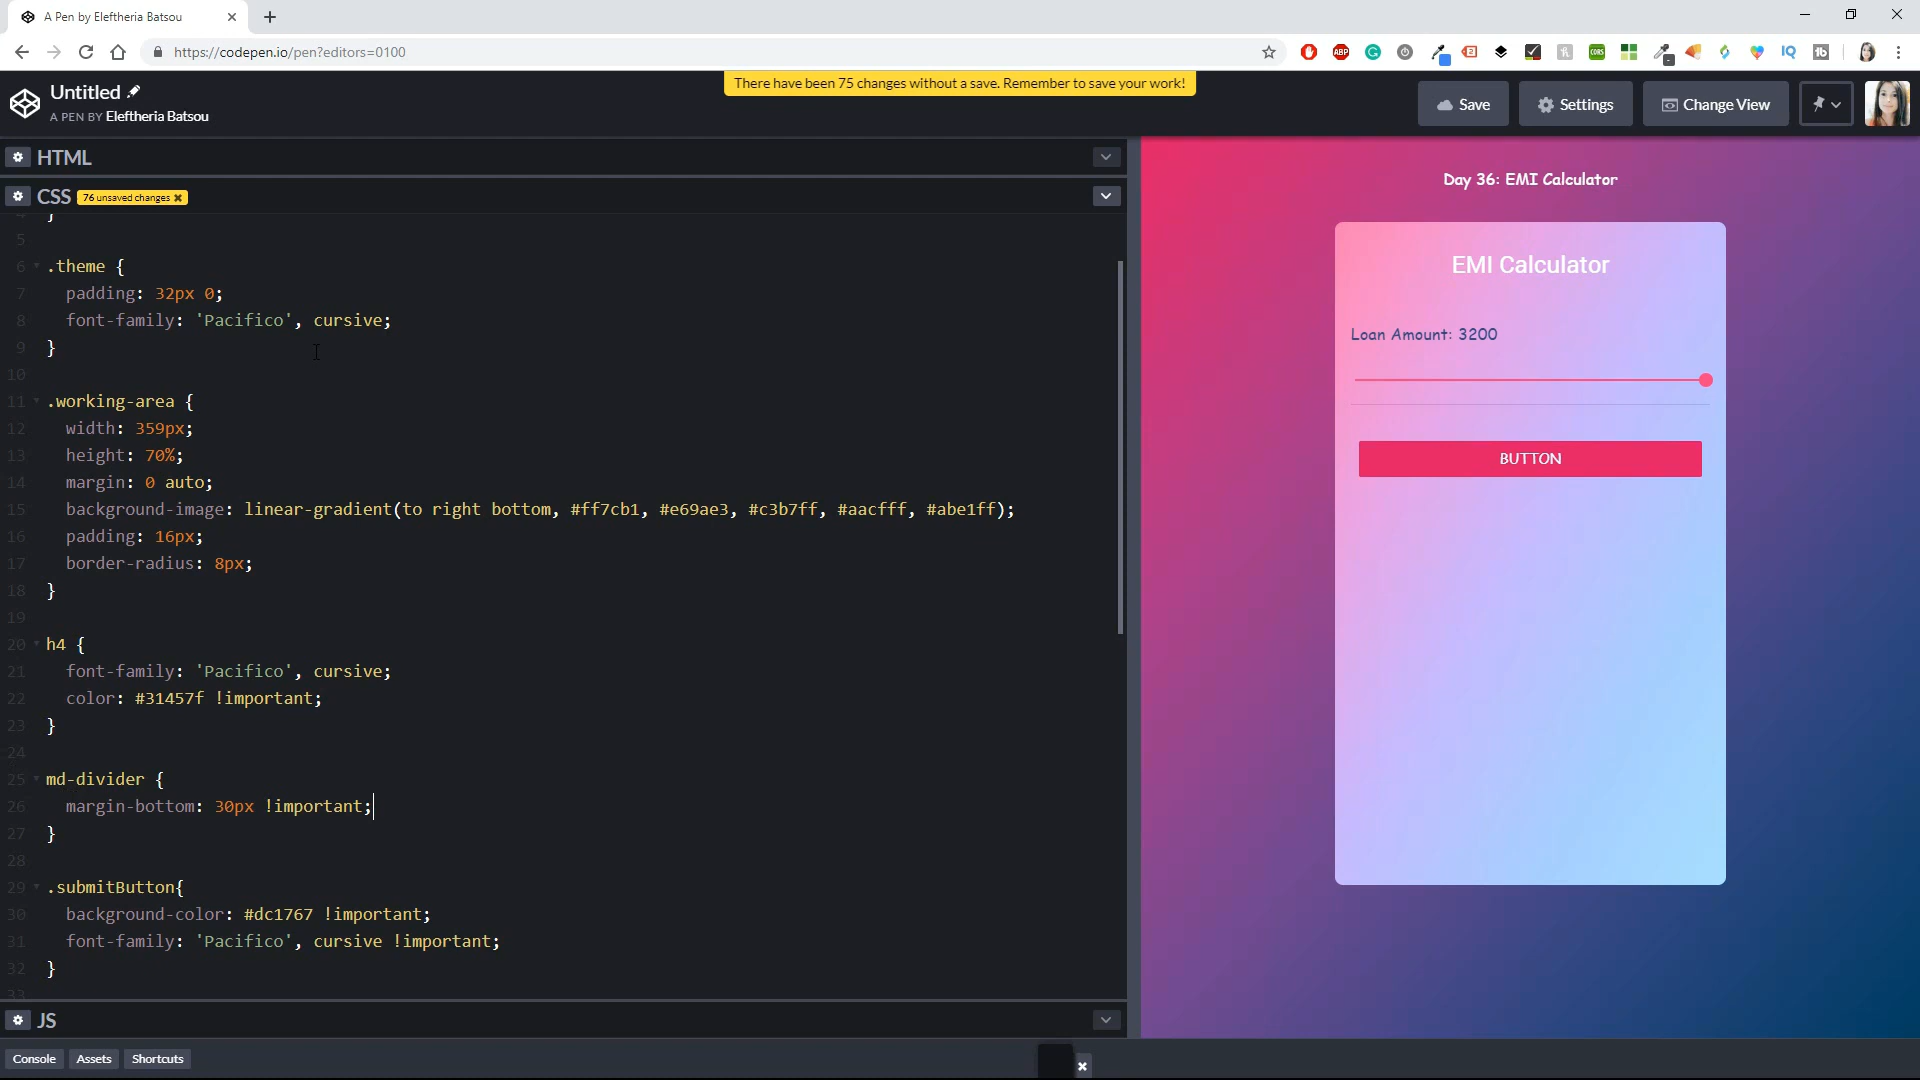 A Pen by Eleftheria Batsou
https://codepen.io/pen?editors=0100
There have been 75 changes without a save. Remember to save your work!
Untitled
A PEN BY Eleftheria Batsou
Save
Settings
Change View
HTML
CSS
76 unsaved changes
}
5
6 .theme {
7 padding: 32px 0;
8 font-family: 'Pacifico', cursive;
9 }
10
11 .working-area {
12 width: 359px;
13 height: 70%;
14 margin: 0 auto;
15 background-image: linear-gradient(to right bottom, #ff7cb1, #e69ae3, #c3b7ff, #aacfff, #abe1ff);
16 padding: 16px;
17 border-radius: 8px;
18 }
19
20 h4 {
21 font-family: 'Pacifico', cursive;
22 color: #31457f !important;
23 }
24
25 md-divider {
26 margin-bottom: 30px !important;
27 }
28
29 .submitButton{
30 background-color: #dc1767 !important;
31 font-family: 'Pacifico', cursive !important;
32 }
33
JS
Console
Assets
Shortcuts
Day 36: EMI Calculator
EMI Calculator
Loan Amount: 3200
BUTTON